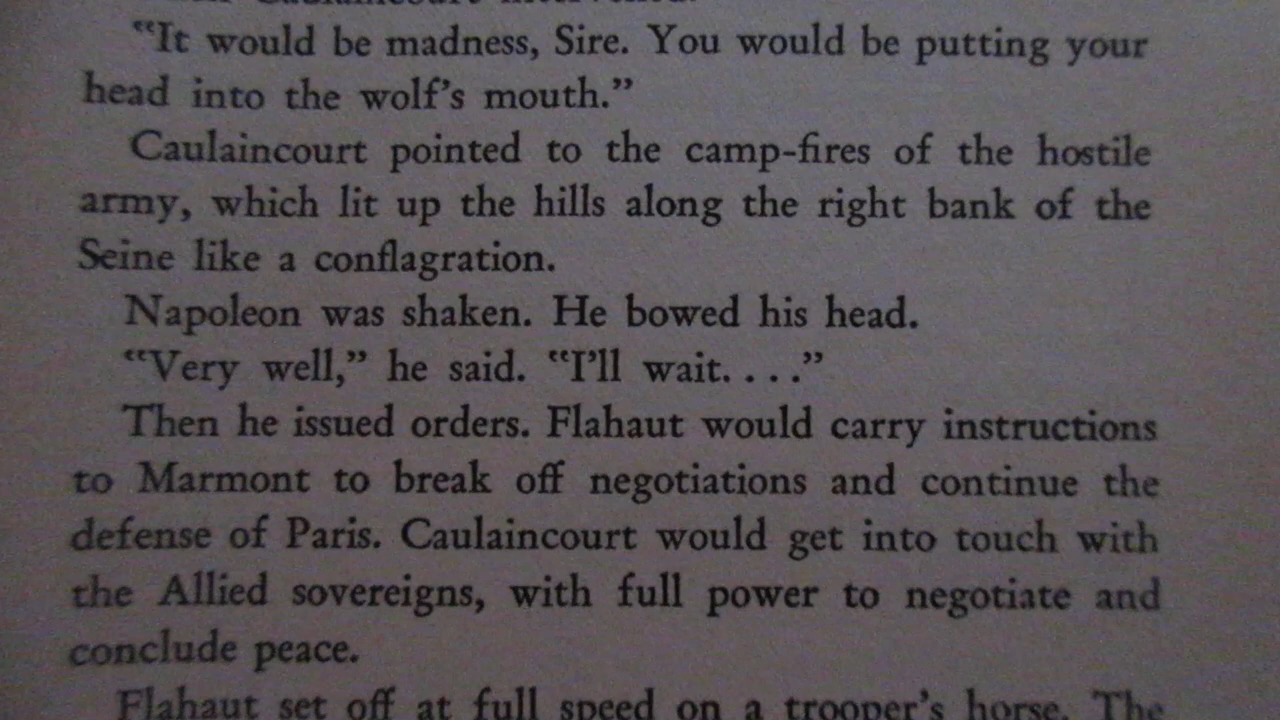 Caulaincourt intervened.
"It would be madness, Sire. You would be putting your
head into the wolf's mouth."
Caulaincourt pointed to the camp-fires of the hostile
army, which lit up the hills along the right bank of the
Seine like a conflagration.
Napoleon was shaken. He bowed his head.
"Very well," he said. "I'll wait. . . ."
Then he issued orders. Flahaut would carry instructions
to Marmont to break off negotiations and continue the
defense of Paris. Caulaincourt would get into touch with
the Allied sovereigns, with full power to negotiate and
conclude peace.
Flahaut set off at full speed on a trooper's horse. The